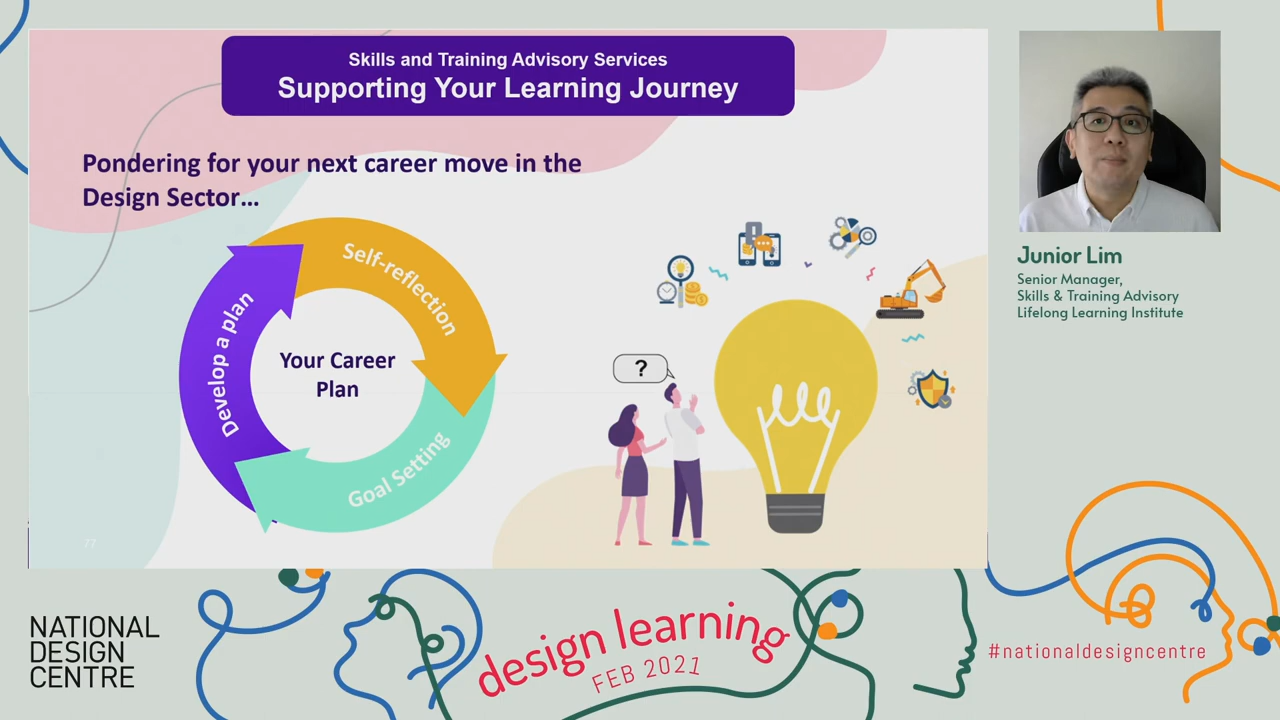 Skills and Training Advisory Services
Supporting Your Learning Journey
Pondering for your next career move in the
Design Sector...
Self-reflection
Develop a plan
Your Career
Plan
Goal Setting
?
77
Junior Lim
Senior Manager,
Skills & Training Advisory
Lifelong Learning Institute
NATIONAL
DESIGN
CENTRE
design learning
FEB 2021
#nationaldesigncentre